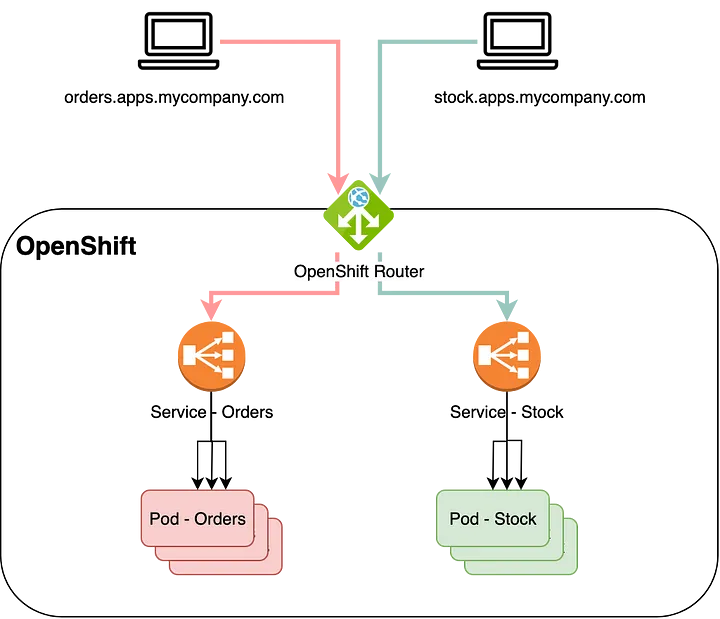 orders.apps.mycompany.com
stock.apps.mycompany.com
OpenShift
OpenShift Router
Service - Orders
Service - Stock
Pod - Orders
Pod - Stock